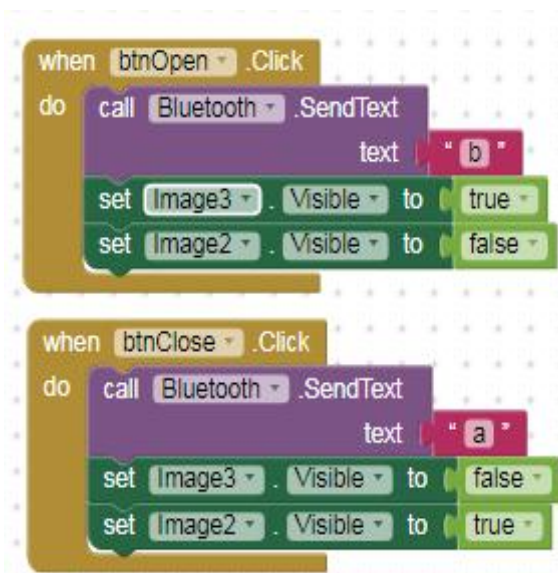 when btnOpen .Click
do call Bluetooth .SendText
text "b"
set Image3 . Visible to true
set Image2 . Visible to false
when btnClose .Click
do call Bluetooth .SendText
text "a"
set Image3 . Visible to false
set Image2 . Visible to true